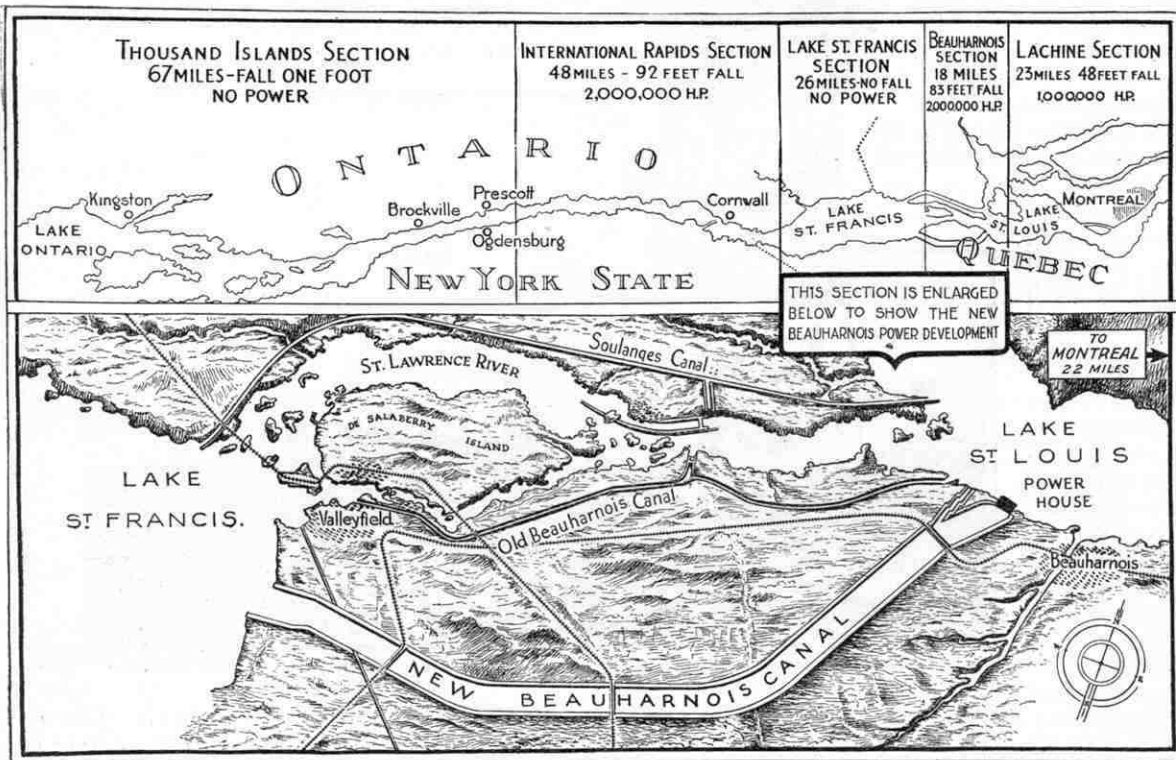 THOUSAND ISLANDS SECTION
67 MILES-FALL ONE FOOT
NO POWER
INTERNATIONAL RAPIDS SECTION
48 MILES - 92 FEET FALL
2,000,000 H.P.
LAKE ST. FRANCIS
SECTION
26 MILES-NO FALL
NO POWER
BEAUHARNOIS
SECTION
18 MILES
83 FEET FALL
2,000,000 H.P.
LACHINE SECTION
23 MILES 48 FEET FALL
1,000,000 H.P.
ONTARIO
Kingston
Brockville
Prescott
Ogdensburg
Cornwall
LAKE
ONTARIO
NEW YORK STATE
LAKE
ST. FRANCIS
LAKE
ST. LOUIS
MONTREAL
QUEBEC
THIS SECTION IS ENLARGED
BELOW TO SHOW THE NEW
BEAUHARNOIS POWER DEVELOPMENT
TO
MONTREAL
22 MILES
Soulanges Canal
ST. LAWRENCE RIVER
DE SALABERRY
ISLAND
LAKE
ST. FRANCIS.
Valleyfield
Old Beauharnois Canal
LAKE
ST. LOUIS
POWER
HOUSE
Beauharnois
NEW BEAUHARNOIS CANAL